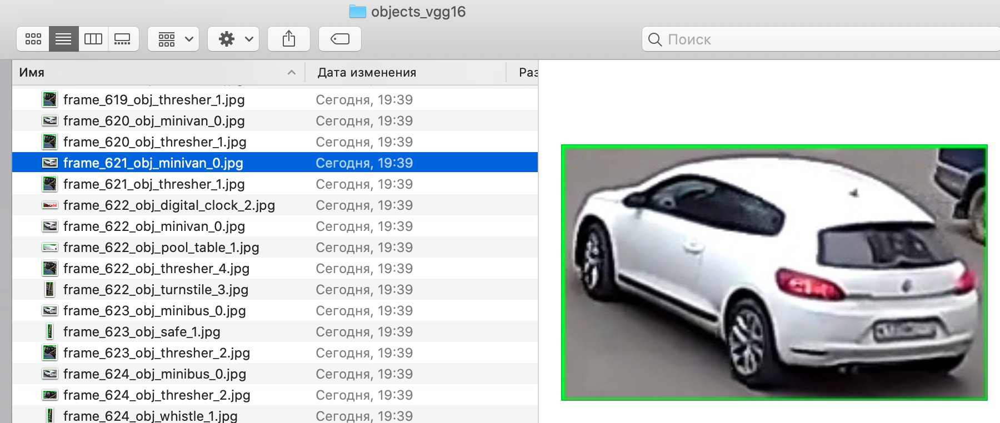 objects_vgg16
Поиск
Имя
Дата изменения
Раз
frame_619_obj_thresher_1.jpg Сегодня, 19:39
frame_620_obj_minivan_0.jpg Сегодня, 19:39
frame_620_obj_thresher_1.jpg Сегодня, 19:39
frame_621_obj_minivan_0.jpg Сегодня, 19:39
frame_621_obj_thresher_1.jpg Сегодня, 19:39
frame_622_obj_digital_clock_2.jpg Сегодня, 19:39
frame_622_obj_minivan_0.jpg Сегодня, 19:39
frame_622_obj_pool_table_1.jpg Сегодня, 19:39
frame_622_obj_thresher_4.jpg Сегодня, 19:39
frame_622_obj_turnstile_3.jpg Сегодня, 19:39
frame_623_obj_minibus_0.jpg Сегодня, 19:39
frame_623_obj_safe_1.jpg Сегодня, 19:39
frame_623_obj_thresher_2.jpg Сегодня, 19:39
frame_624_obj_minibus_0.jpg Сегодня, 19:39
frame_624_obj_thresher_2.jpg Сегодня, 19:39
frame_624_obj_whistle_1.jpg Сегодня, 19:39